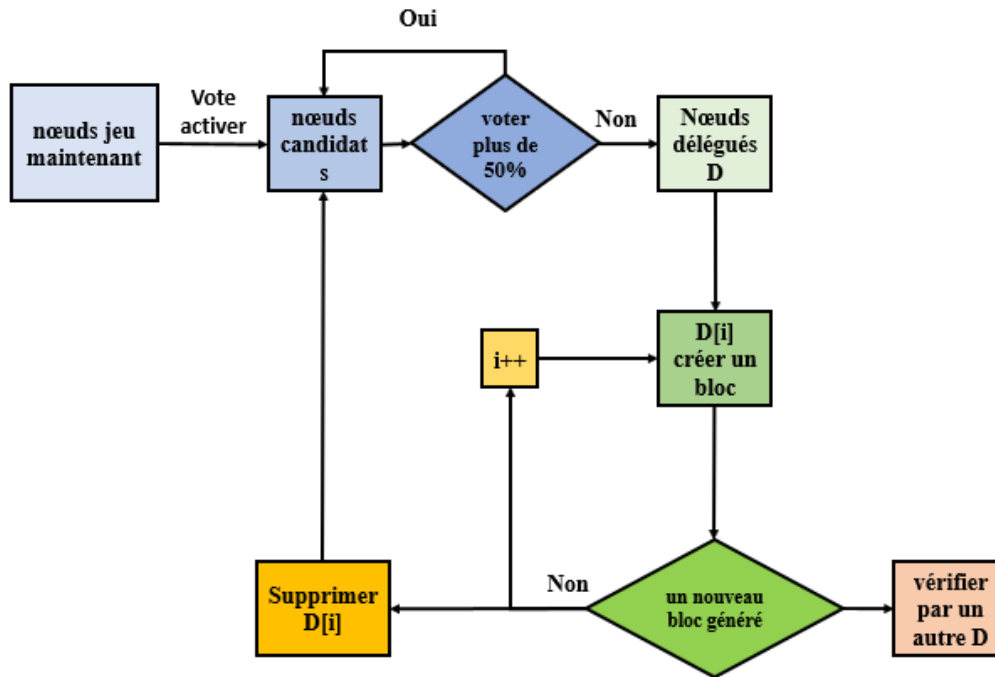 Oui
nœuds jeu
maintenant
Vote
activer
nœuds
candidat
s
voter
plus de
50%
Non
Nœuds
délégués
D
i++
D[i]
créer un
bloc
Supprimer
D[i]
Non
un nouveau
bloc généré
vérifier
par un
autre D